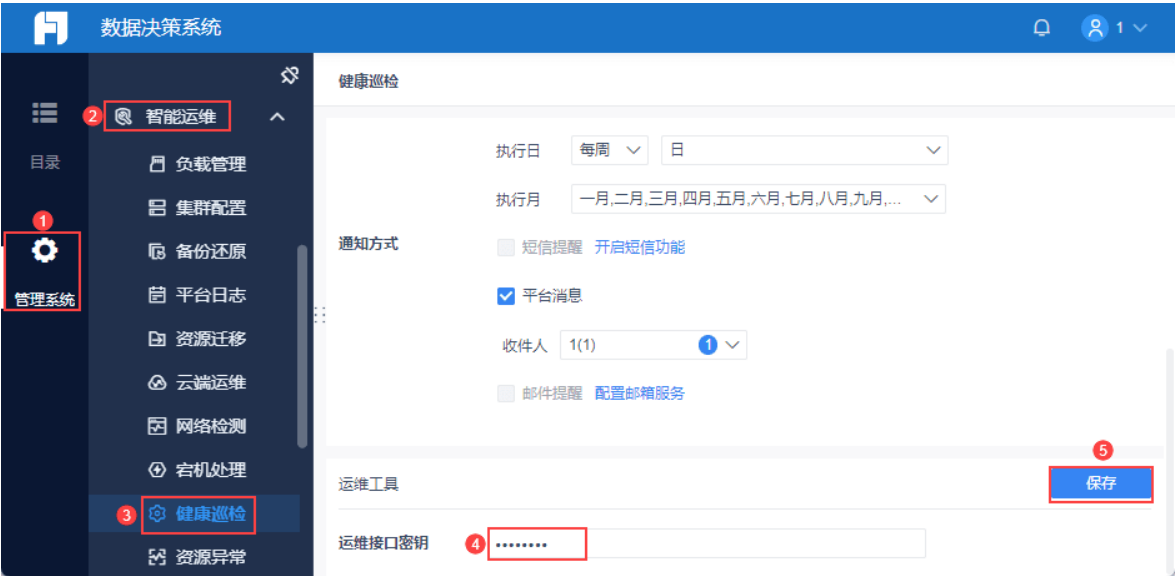 数据决策系统
1
目录
1
管理系统
2 智能运维
负载管理
集群配置
备份还原
平台日志
资源迁移
云端运维
网络检测
宕机处理
3 健康巡检
资源异常
健康巡检
执行日 每周 日
执行月 一月,二月,三月,四月,五月,六月,七月,八月,九月,...
通知方式 短信提醒 开启短信功能
平台消息
收件人 1(1) 1
邮件提醒 配置邮箱服务
5
运维工具 保存
运维接口密钥 4 ••••••••